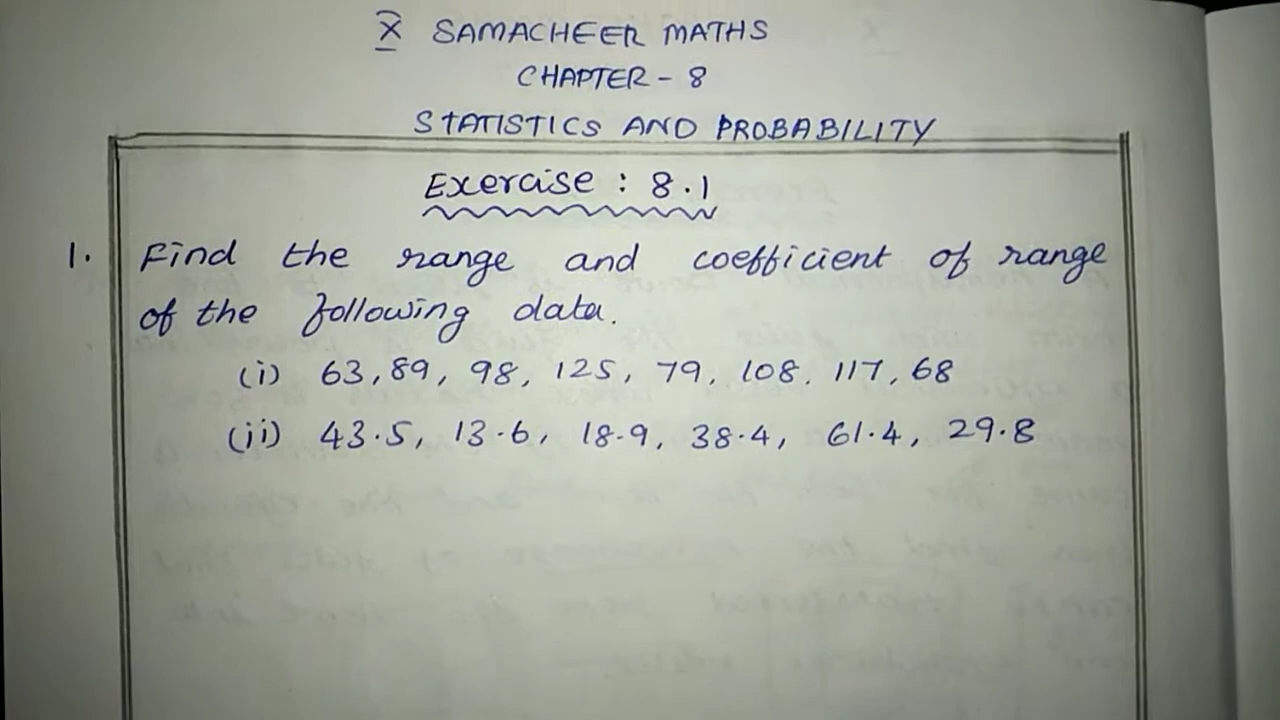 X SAMACHEER MATHS
CHAPTER - 8
STATISTICS AND PROBABILITY
Exercise : 8.1
1. Find the range and coefficient of range
of the following data.
(i) 63, 89, 98, 125, 79, 108. 117, 68
(ii) 43.5, 13.6, 18.9, 38.4, 61.4, 29.8